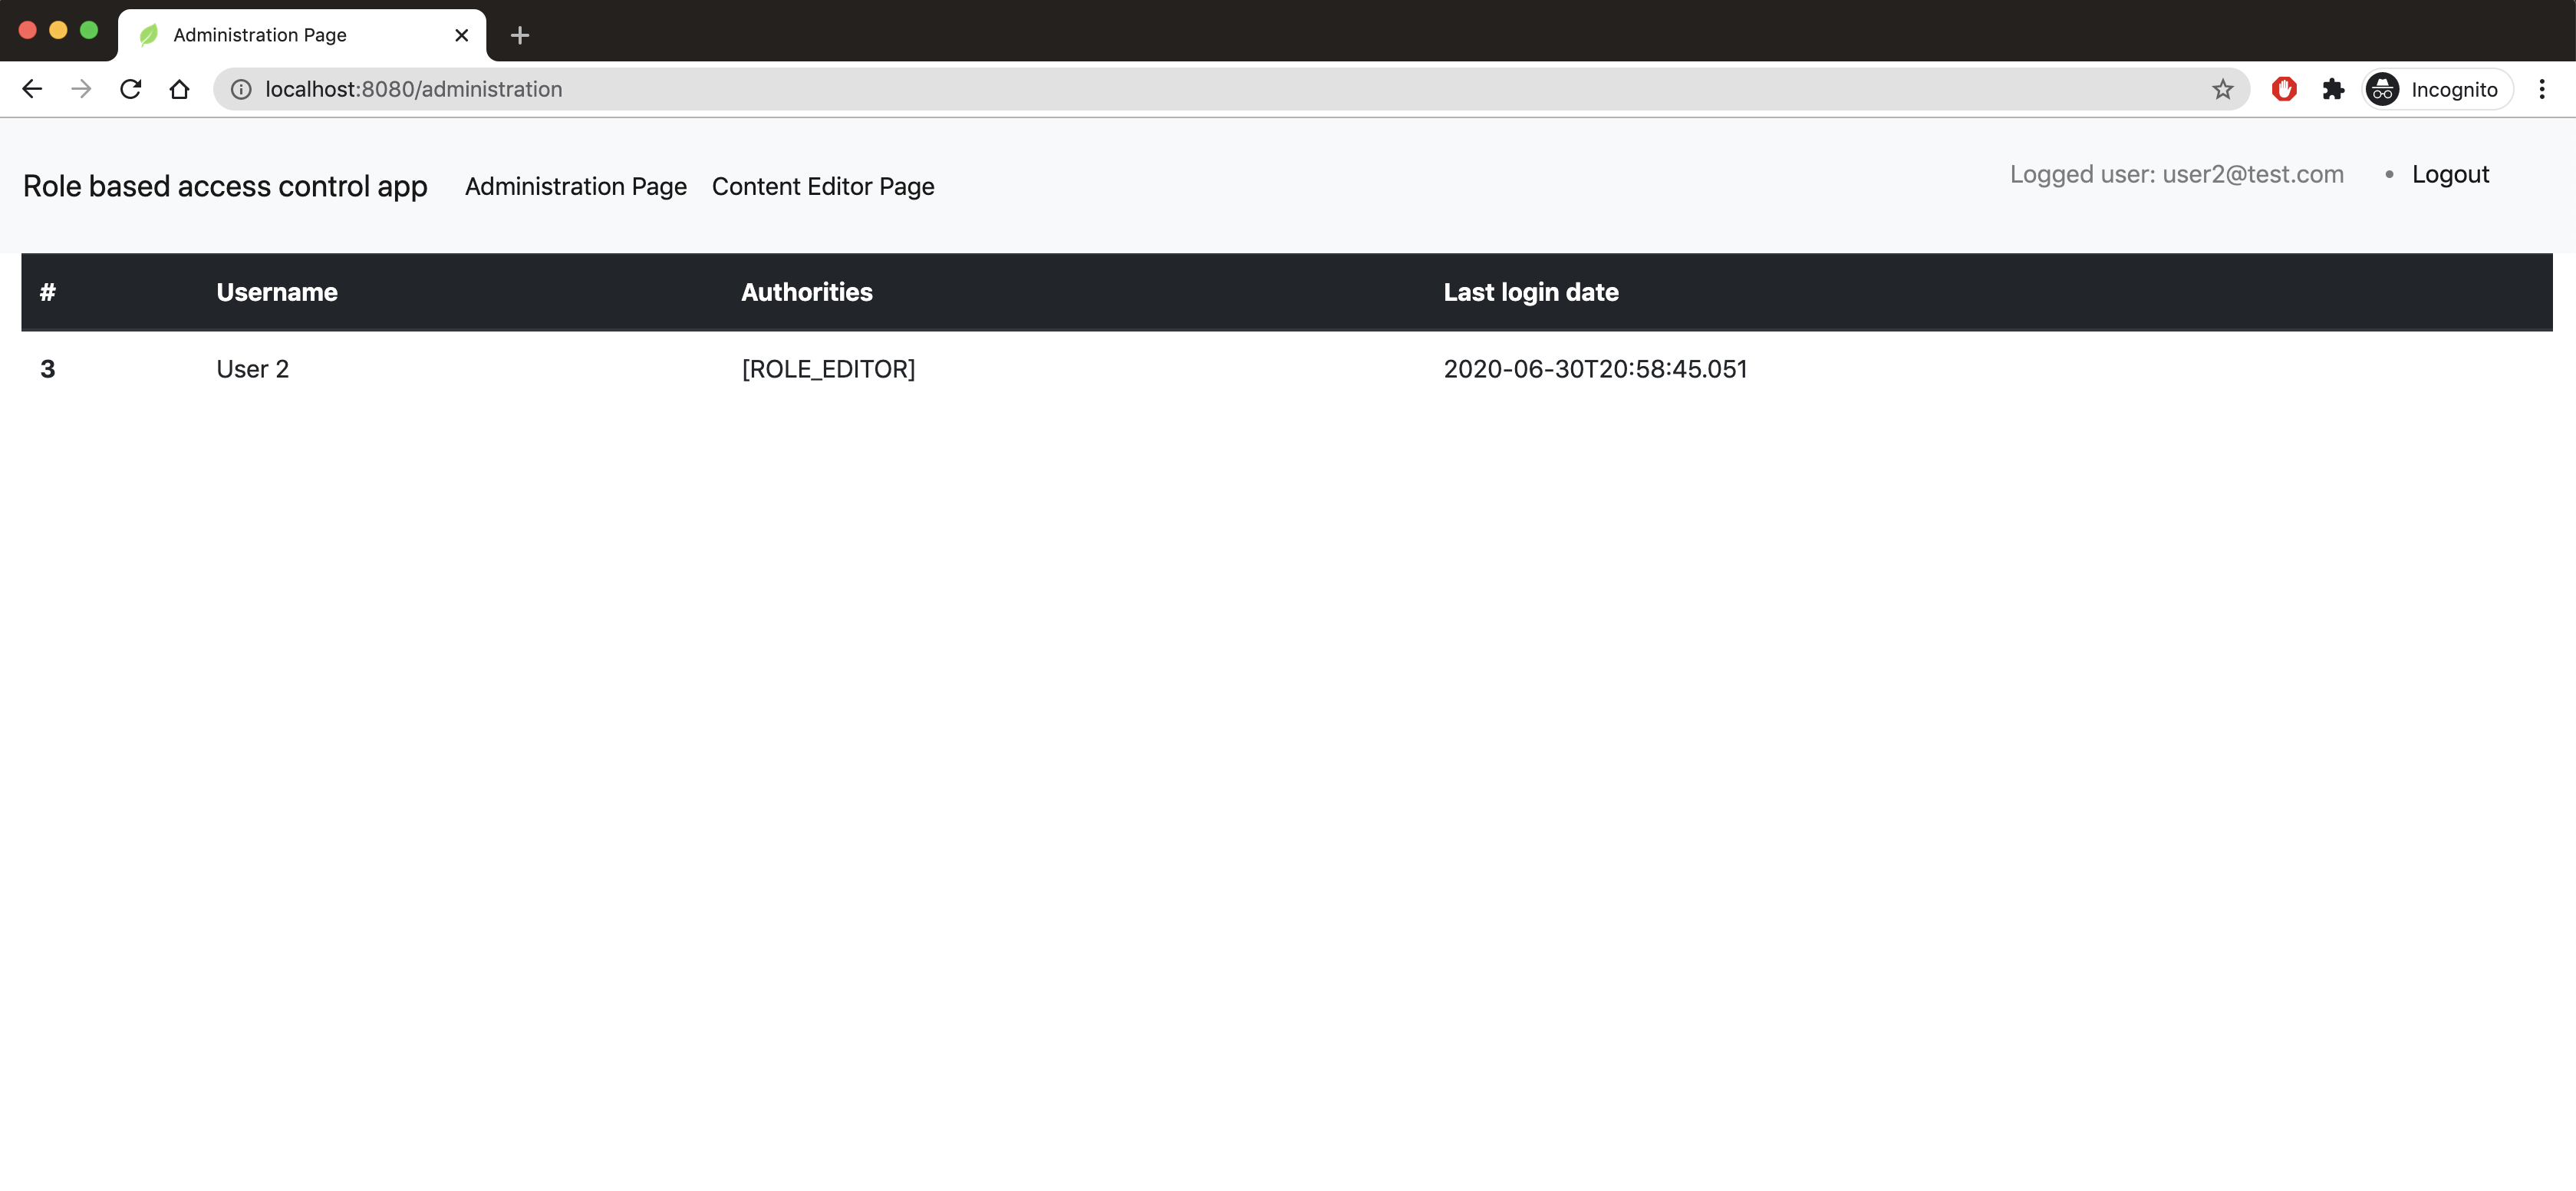 Administration Page
localhost:8080/administration
Incognito
Role based access control app Administration Page Content Editor Page Logged user: user2@test.com • Logout
# Username Authorities Last login date
3 User 2 [ROLE_EDITOR] 2020-06-30T20:58:45.051